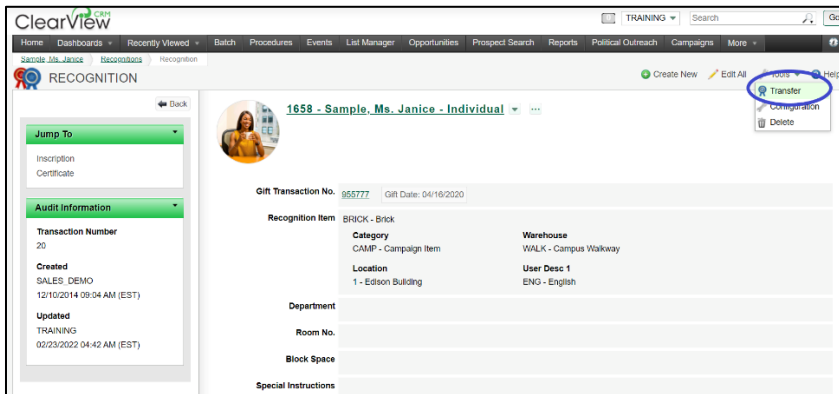 ClearView CRM
TRAINING Search Go
Home Dashboards Recently Viewed Batch Procedures Events List Manager Opportunities Prospect Search Reports Political Outreach Campaigns More
Sample, Ms. Janice Recognitions Recognition
RECOGNITION
Create New Edit All Tools Help
Transfer
Configuration
Delete
Back
1658 - Sample, Ms. Janice - Individual
Jump To
Inscription
Certificate
Audit Information
Transaction Number
20
Created
SALES_DEMO
12/10/2014 09:04 AM (EST)
Updated
TRAINING
02/23/2022 04:42 AM (EST)
Gift Transaction No. 955777 Gift Date: 04/16/2020
Recognition Item BRICK - Brick
Category Warehouse
CAMP - Campaign Item WALK - Campus Walkway
Location User Desc 1
1 - Edison Building ENG - English
Department
Room No.
Block Space
Special Instructions